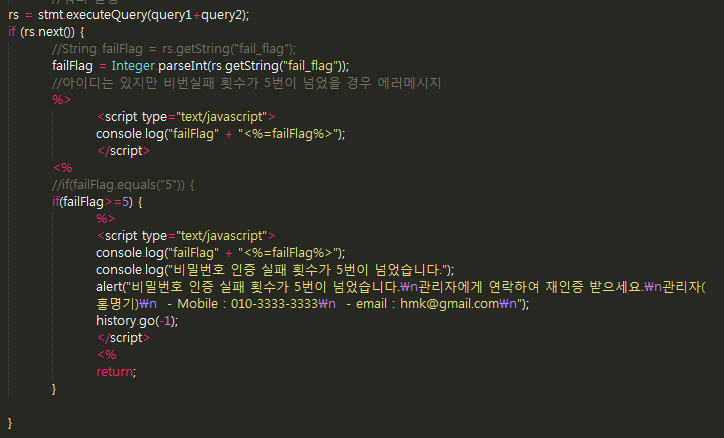 rs = stmt.executeQuery(query1+query2);
if (rs.next()) {
//String failFlag = rs.getString("fail_flag");
failFlag = Integer.parseInt(rs.getString("fail_flag"));
//아이디는 있지만 비번실패 횟수가 5번이 넘었을 경우 에러메시지
%>
<script type="text/javascript">
console.log("failFlag" + "<%=failFlag%>");
</script>
<%
//if(failFlag.equals("5")) {
if(failFlag>=5) {
%>
<script type="text/javascript">
console.log("failFlag" + "<%=failFlag%>");
console.log("비밀번호 인증 실패 횟수가 5번이 넘었습니다.");
alert("비밀번호 인증 실패 횟수가 5번이 넘었습니다.₩n관리자에게 연락하여 재인증 받으세요.₩n관리자(
홍명기)₩n - Mobile : 010-3333-3333₩n - email : hmk@gmail.com₩n");
history.go(-1);
</script>
<%
return;
}
}